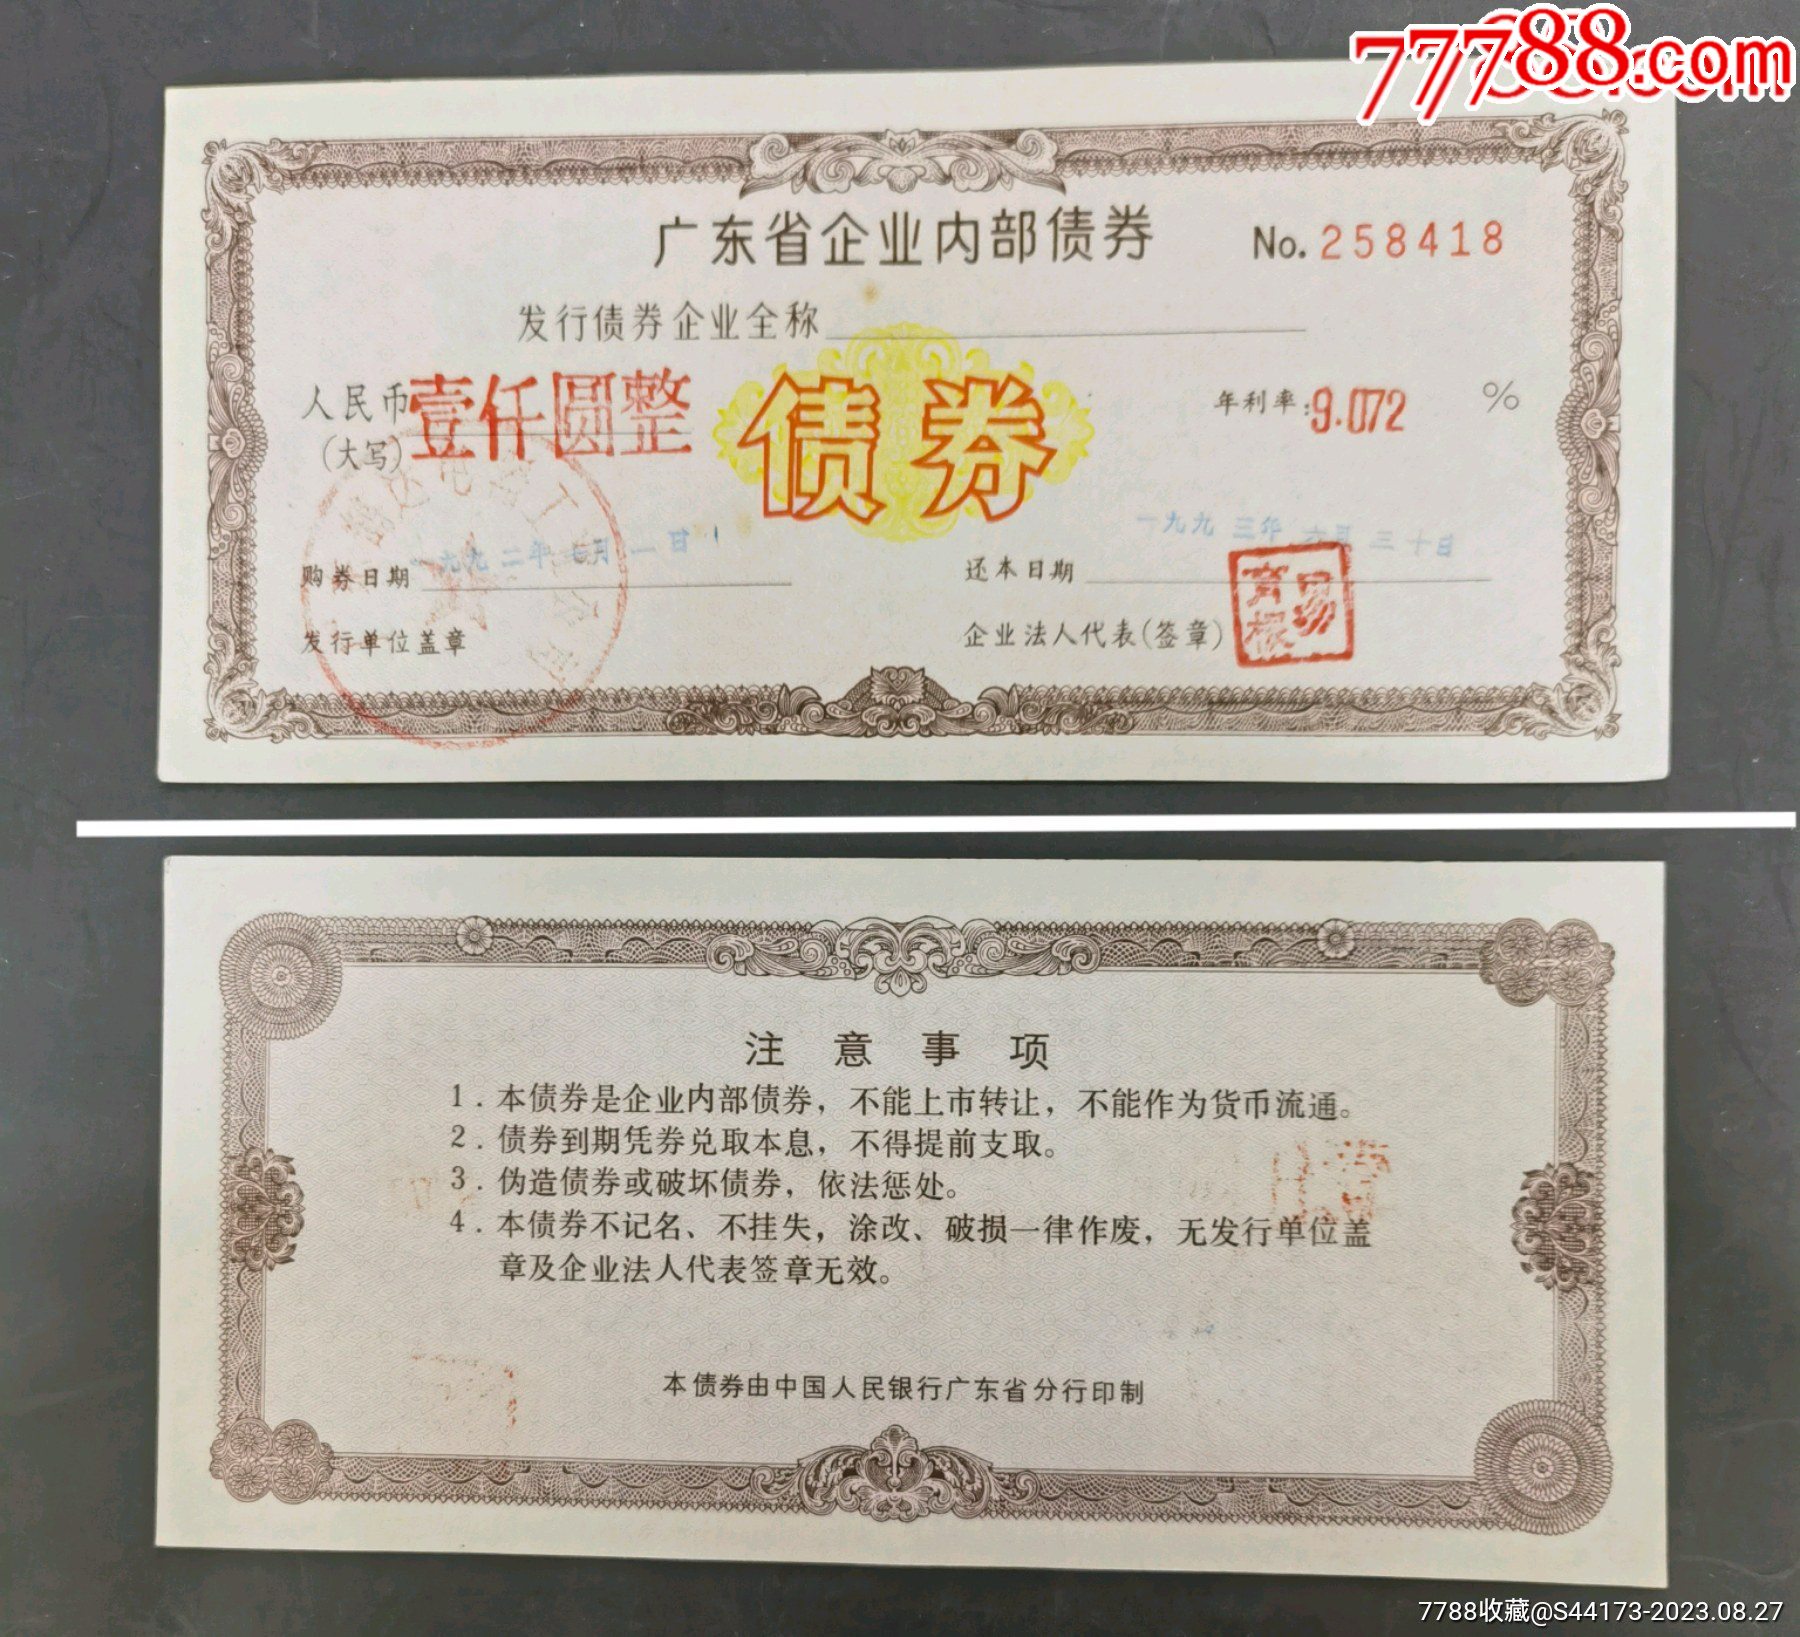 77788.com
广东省企业内部债券
No. 258418
发行债券企业全称
人民币 壹仟圆整
(大写)
债券
年利率: 9.072 %
购券日期 一九九二年七月一日
还本日期 一九九三年六月三十日
发行单位盖章
企业法人代表(签章)
注意事项
1. 本债券是企业内部债券，不能上市转让，不能作为货币流通。
2. 债券到期凭券兑取本息，不得提前支取。
3. 伪造债券或破坏债券，依法惩处。
4. 本债券不记名、不挂失，涂改、破损一律作废，无发行单位盖
章及企业法人代表签章无效。
本债券由中国人民银行广东省分行印制
7788收藏@S44173-2023.08.27